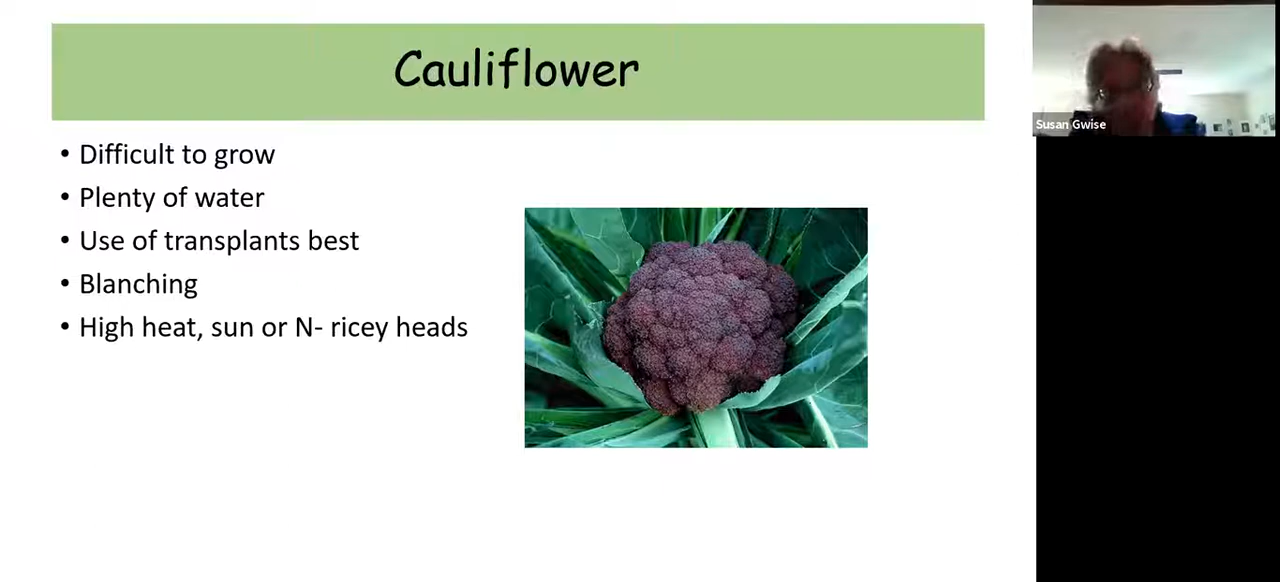 Cauliflower
• Difficult to grow
• Plenty of water
• Use of transplants best
• Blanching
• High heat, sun or N- ricey heads
Susan Gwise